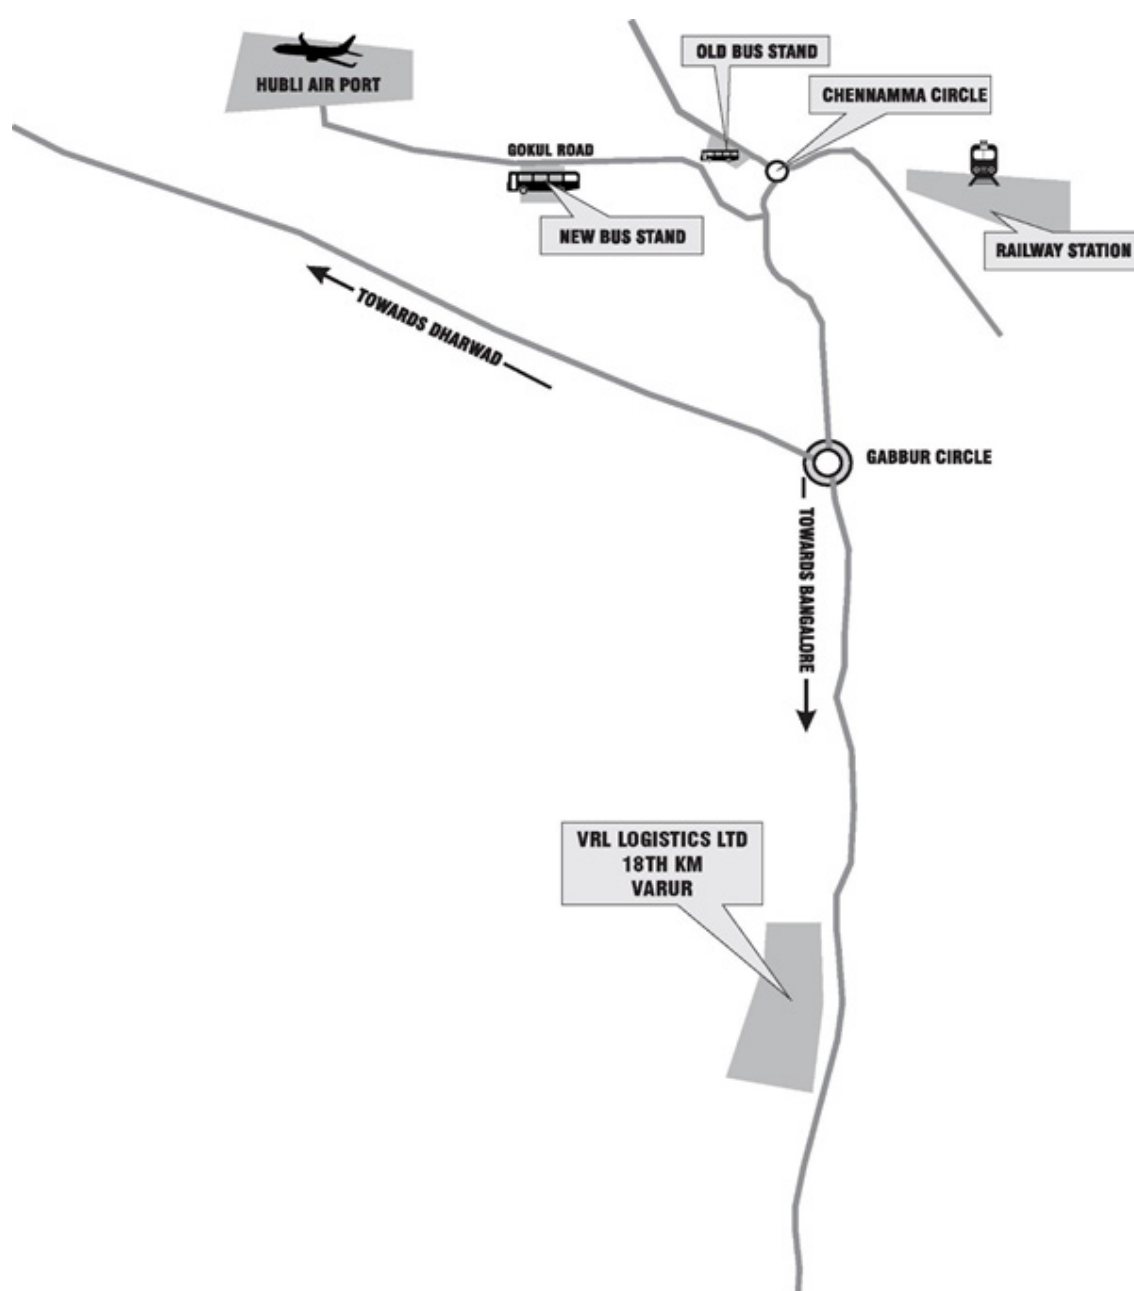 OLD BUS STAND
HUBLI AIR PORT
CHENNAMMA CIRCLE
GOKUL ROAD
NEW BUS STAND
RAILWAY STATION
TOWARDS DHARWAD
GABBUR CIRCLE
TOWARDS BANGALORE
VRL LOGISTICS LTD
18TH KM
VARUR